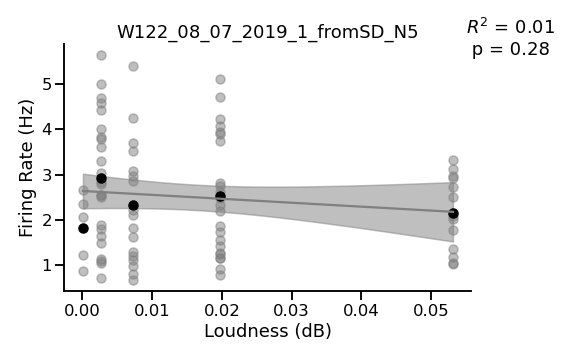 W122_08_07_2019_1_fromSD_N5
R² = 0.01
p = 0.28
Firing Rate (Hz)
5
4
3
2
1
0.00 0.01 0.02 0.03 0.04 0.05
Loudness (dB)